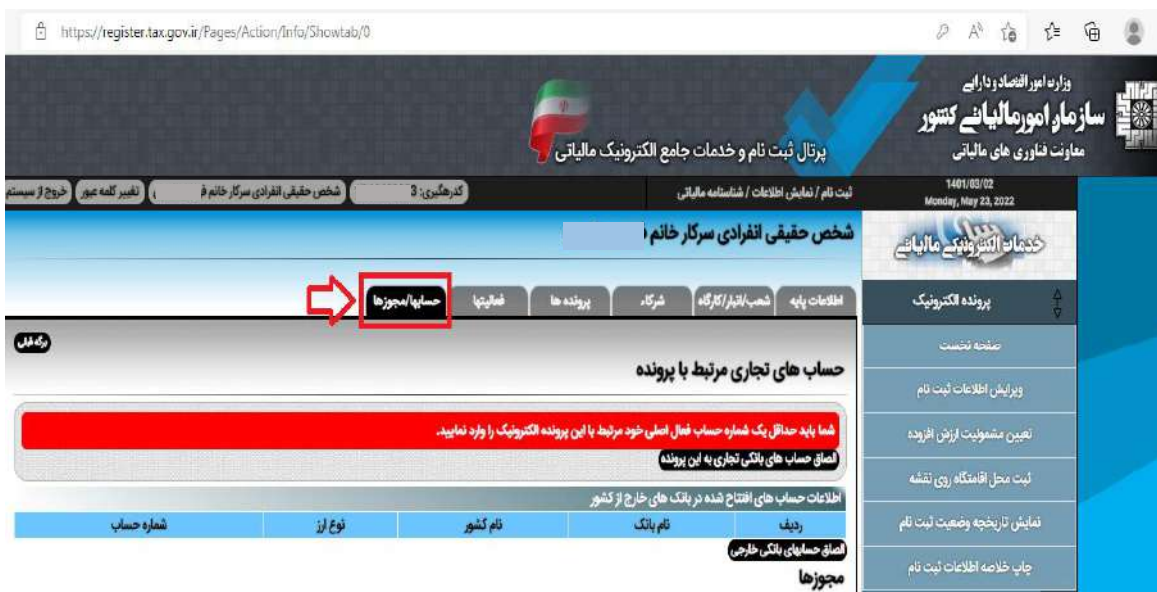 https://register.tax.gov.ir/Pages/Action/Info/Showtab/0
وزارت امور اقتصاد و دارایی
سازمان امور مالیاتی کشور
معاونت فناوری های مالیاتی
پرتال ثبت نام و خدمات جامع الکترونیک مالیاتی
1401/03/02
Monday, May 23, 2022
ثبت نام / نمایش اطلاعات / شناسنامه مالیاتی
کدرهگیری: 3
شخص حقیقی انفرادی سرکار خانم ف
تغییر کلمه عبور
خروج از سیستم
شخص حقیقی انفرادی سرکار خانم
خدمات الکترونیکی مالیاتی
اطلاعات پایه
شعب/انبار/کارگاه
شرکاء
پرونده ها
فعالیتها
حسابها/مجوزها
پرونده الکترونیک
صفحه نخست
ویرایش اطلاعات ثبت نام
تعیین مشمولیت ارزش افزوده
ثبت محل اقامتگاه روی نقشه
نمایش تاریخچه وضعیت ثبت نام
چاپ خلاصه اطلاعات ثبت نام
برگه قبلی
حساب های تجاری مرتبط با پرونده
شما باید حداقل یک شماره حساب فعال اصلی خود مرتبط با این پرونده الکترونیک را وارد نمایید.
الصاق حساب های بانکی تجاری به این پرونده
اطلاعات حساب های افتتاح شده در بانک های خارج از کشور
ردیف
نام بانک
نام کشور
نوع ارز
شماره حساب
الصاق حسابهای بانکی خارجی
مجوزها